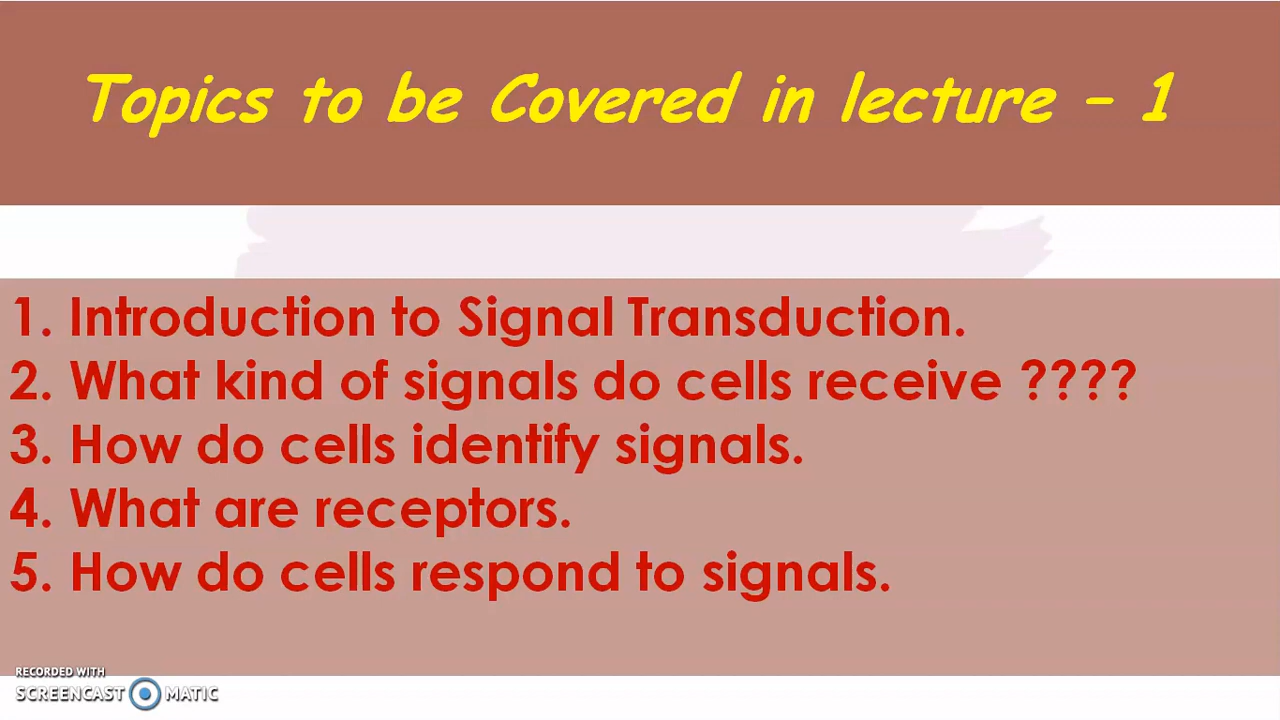 Topics to be Covered in lecture – 1
1. Introduction to Signal Transduction.
2. What kind of signals do cells receive ????
3. How do cells identify signals.
4. What are receptors.
5. How do cells respond to signals.
RECORDED WITH
SCREENCAST MATIC